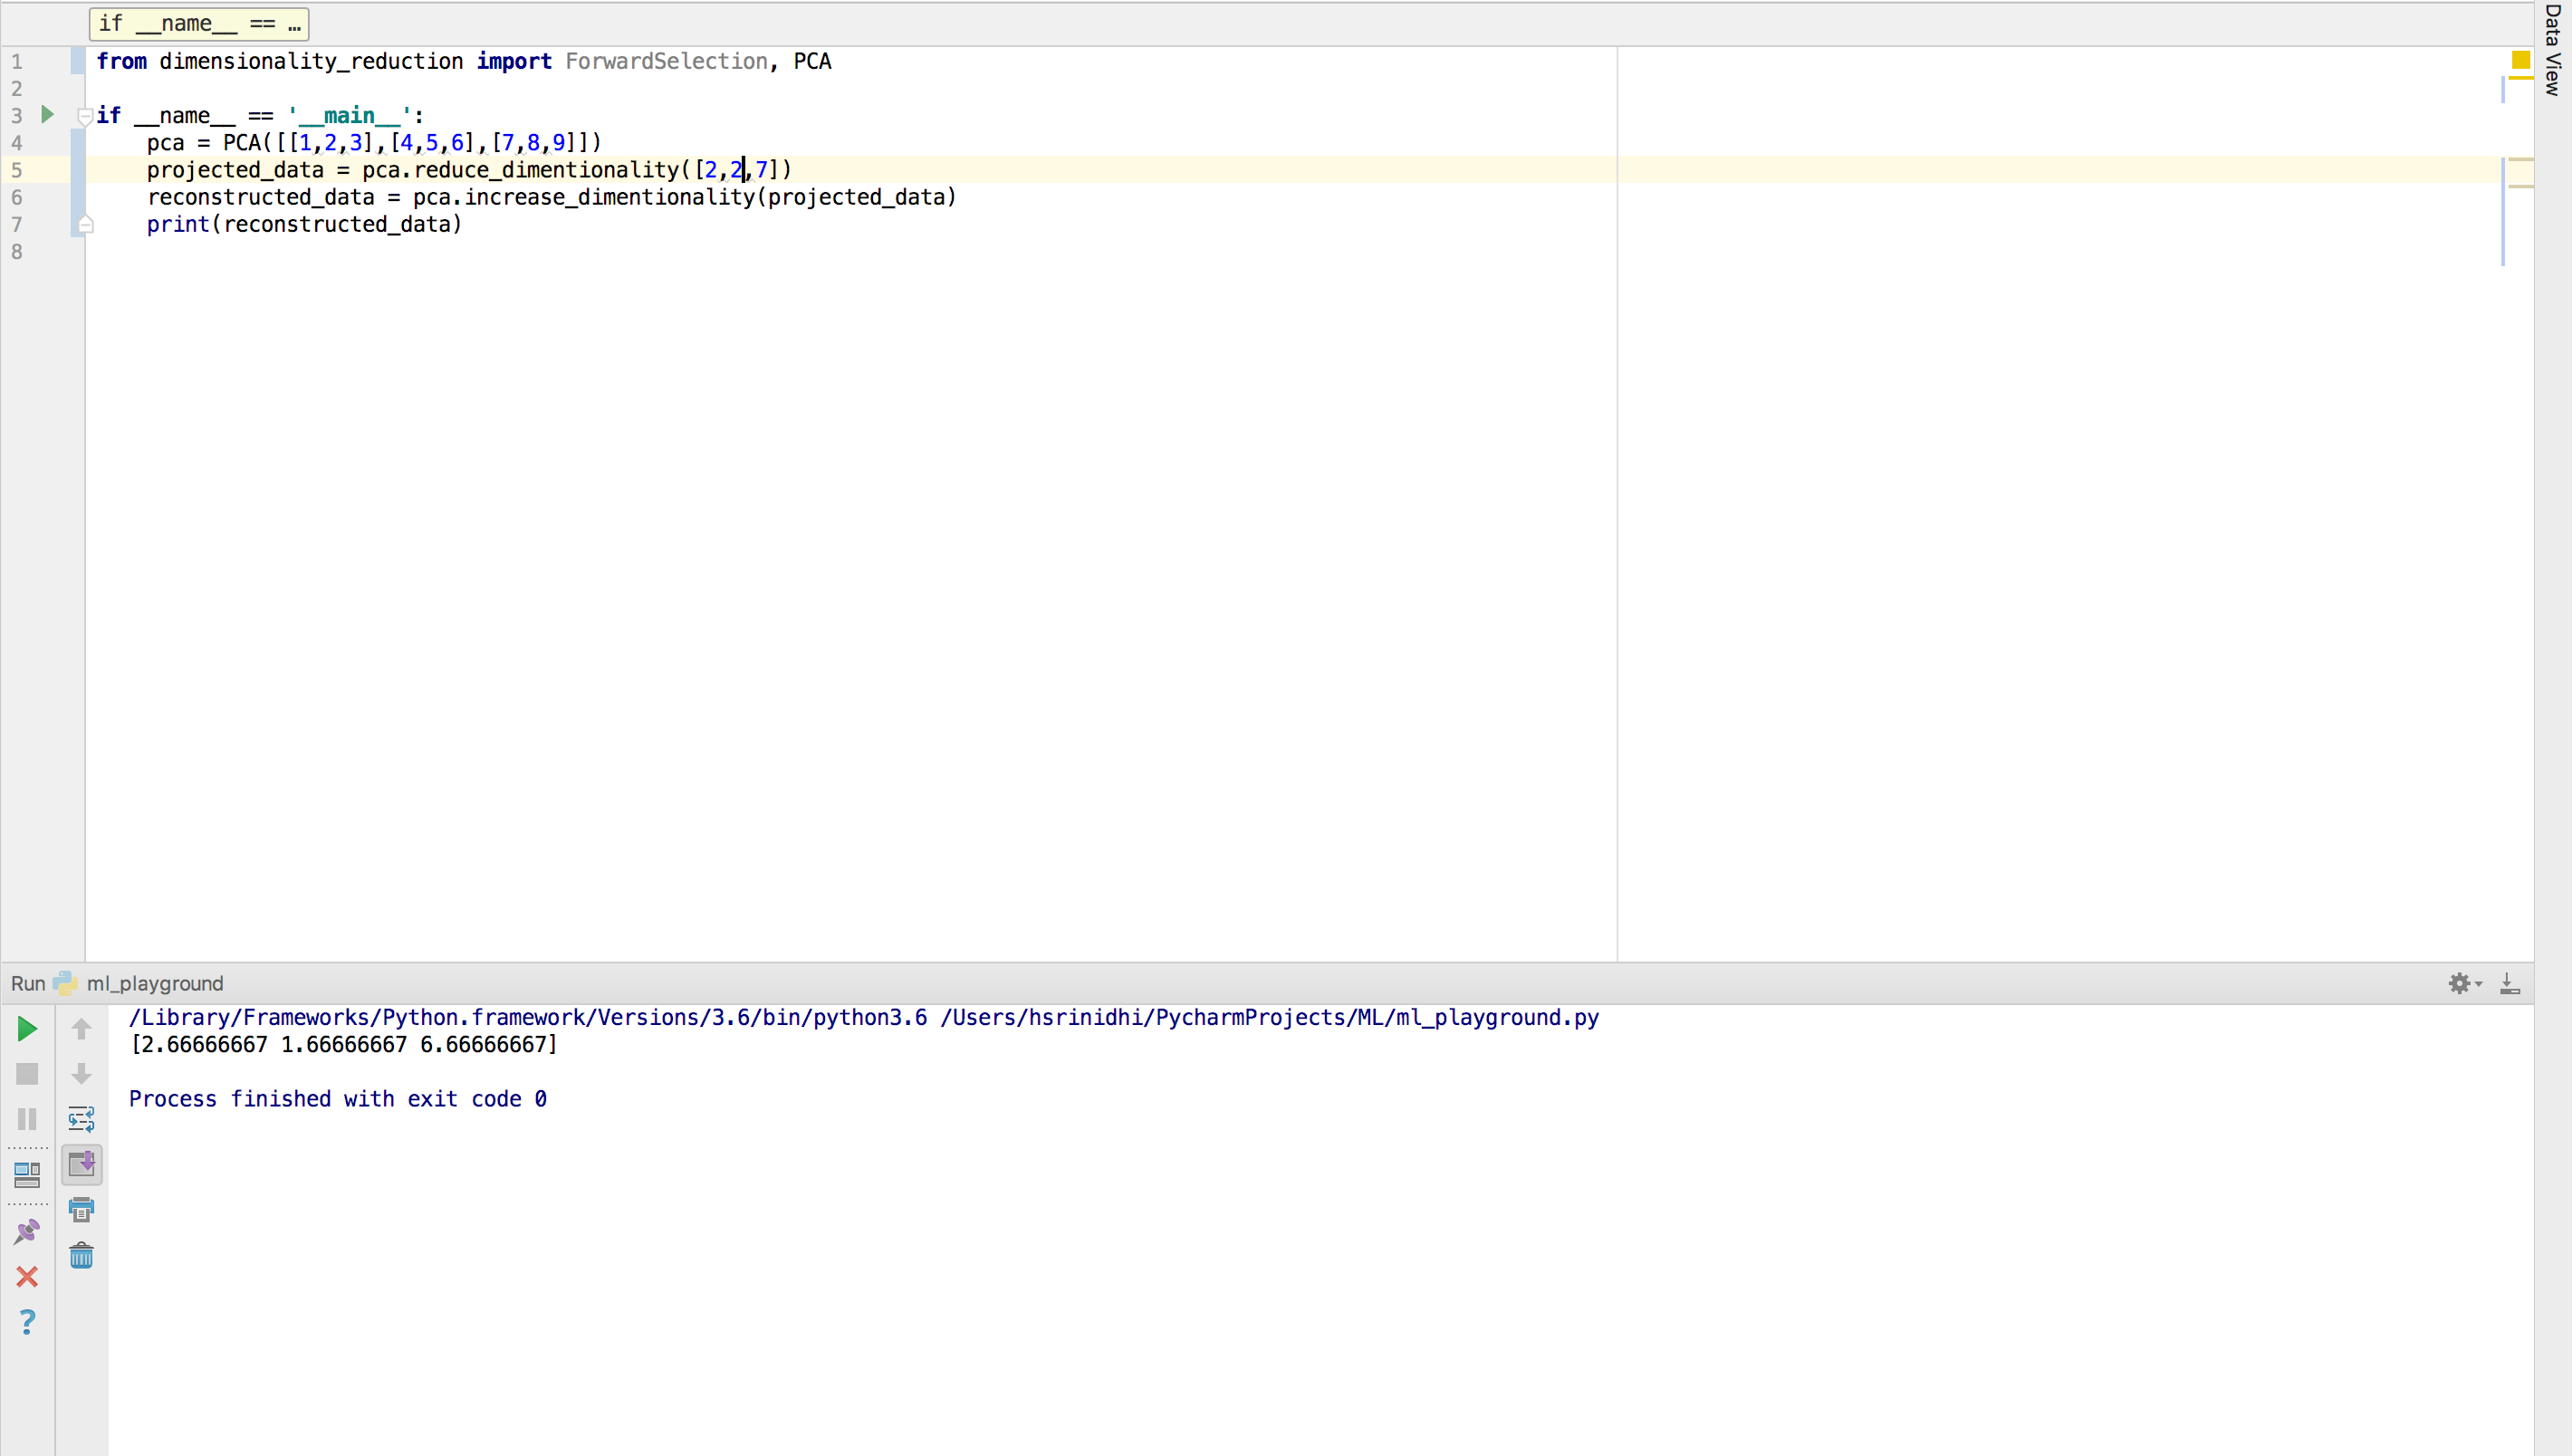 if __name__ == …
Data View
1 from dimensionality_reduction import ForwardSelection, PCA
2
3 if __name__ == '__main__':
4     pca = PCA([[1,2,3],[4,5,6],[7,8,9]])
5     projected_data = pca.reduce_dimentionality([2,2,7])
6     reconstructed_data = pca.increase_dimentionality(projected_data)
7     print(reconstructed_data)
8
Run ml_playground
/Library/Frameworks/Python.framework/Versions/3.6/bin/python3.6 /Users/hsrinidhi/PycharmProjects/ML/ml_playground.py
[2.66666667 1.66666667 6.66666667]
Process finished with exit code 0